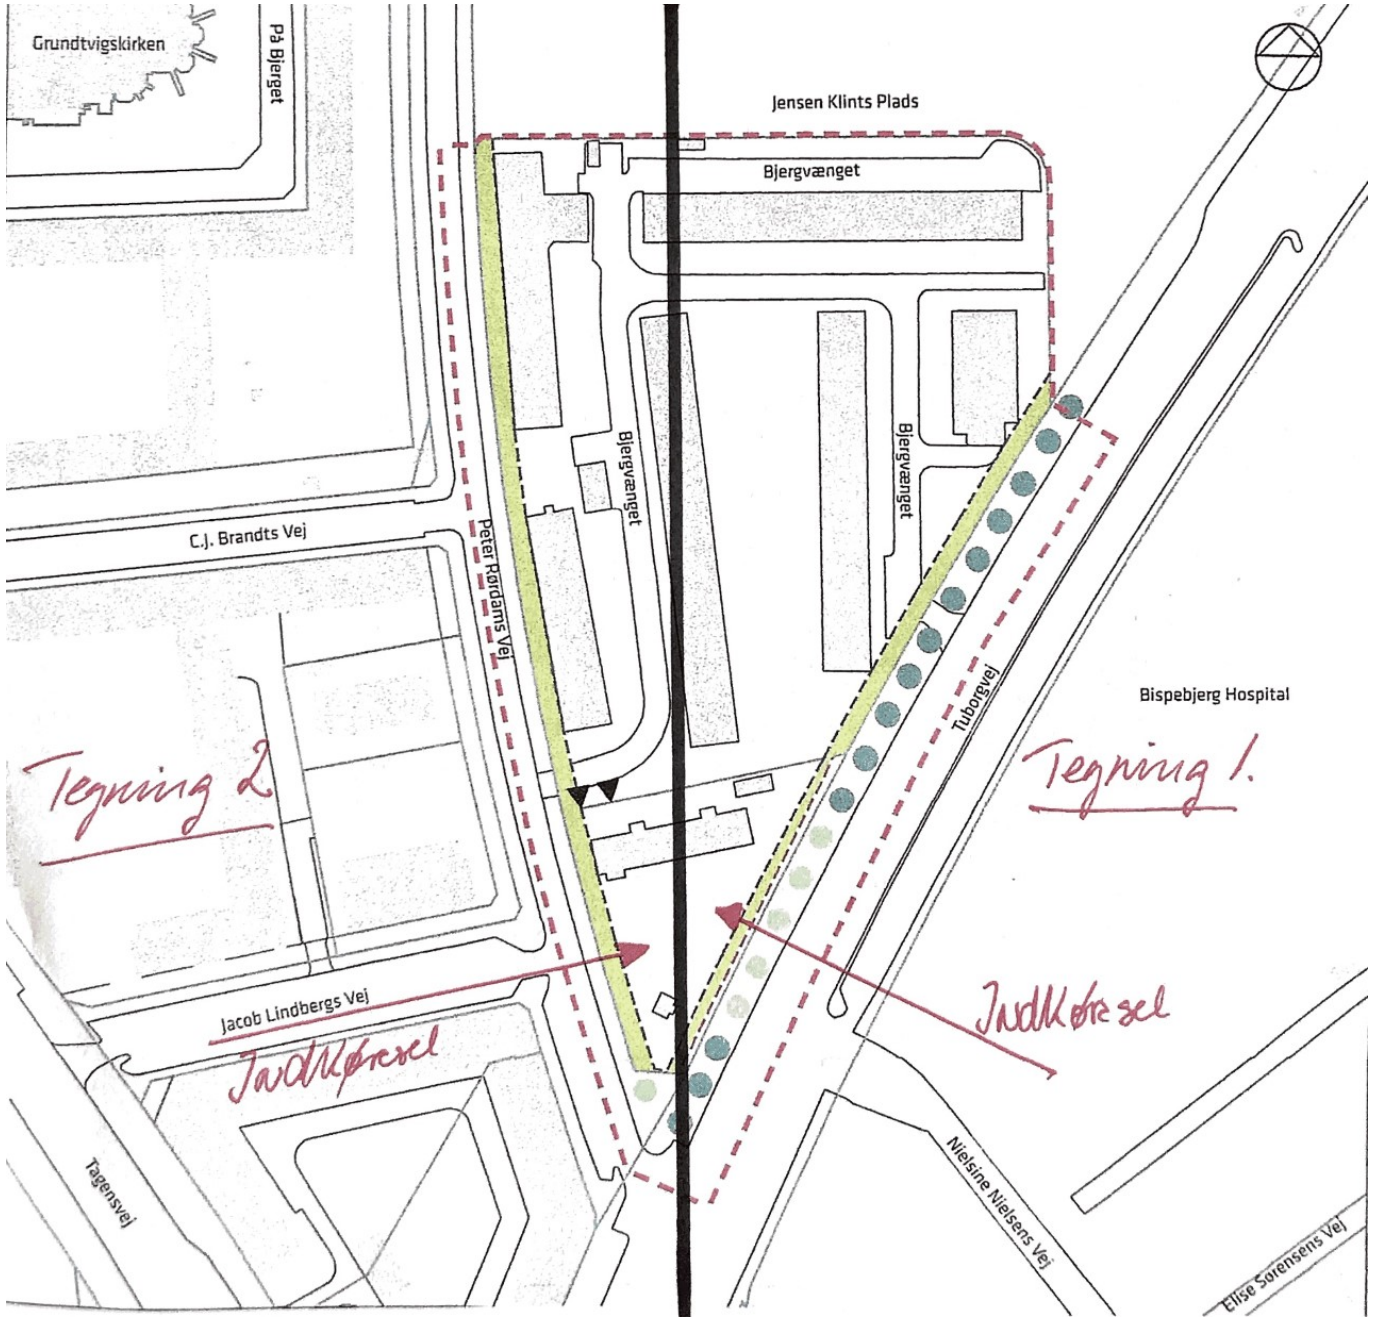 Grundtvigskirken
På Bjerget
Jensen Klints Plads
Bjergvænget
Bjergvænget
Bjergvænget
C.J. Brandts Vej
Peter Rørdams Vej
Tuborgvej
Bispebjerg Hospital
Tegning 2
Tegning 1.
Jacob Lindbergs Vej
Indkørsel
Indkørsel
Tagensvej
Nielsine Nielsens Vej
Elise Sørensens Vej